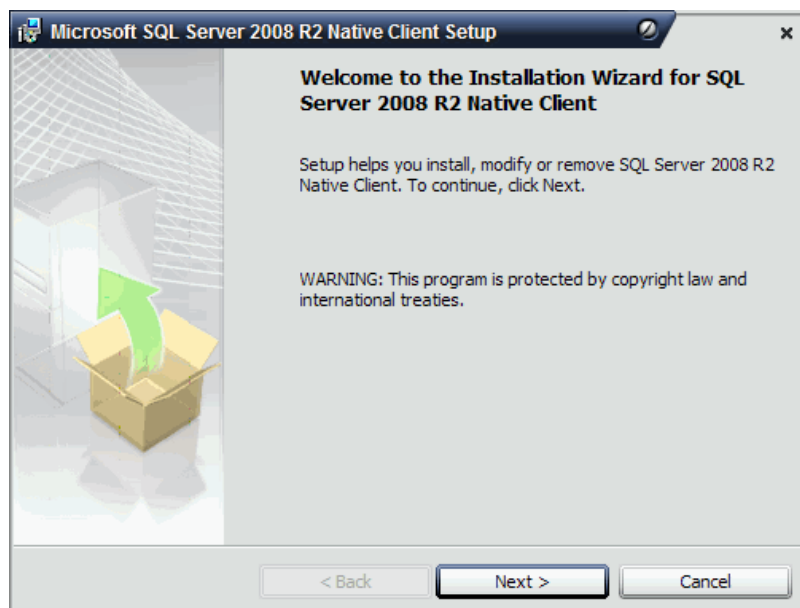 Microsoft SQL Server 2008 R2 Native Client Setup
Welcome to the Installation Wizard for SQL
Server 2008 R2 Native Client
Setup helps you install, modify or remove SQL Server 2008 R2
Native Client. To continue, click Next.
WARNING: This program is protected by copyright law and
international treaties.
< Back
Next >
Cancel